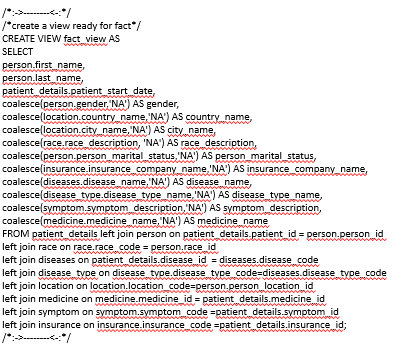 /*:->--------<-:*/
/*create a view ready for fact*/
CREATE VIEW fact_view AS
SELECT
person.first_name,
person.last_name,
patient_details.patient_start_date,
coalesce(person.gender,'NA') AS gender,
coalesce(location.country_name,'NA') AS country_name,
coalesce(location.city_name,'NA') AS city_name,
coalesce(race.race_description, 'NA') AS race_description,
coalesce(person.person_marital_status,'NA') AS person_marital_status,
coalesce(insurance.insurance_company_name,'NA') AS insurance_company_name,
coalesce(diseases.disease_name,'NA') AS disease_name,
coalesce(disease_type.disease_type_name,'NA') AS disease_type_name,
coalesce(symptom.symptom_description,'NA') AS symptom_description,
coalesce(medicine.medicine_name,'NA') AS medicine_name
FROM patient_details left join person on patient_details.patient_id = person.person_id
left join race on race.race_code = person.race_id
left join diseases on patient_details.disease_id = diseases.disease_code
left join disease_type on disease_type.disease_type_code=diseases.disease_type_code
left join location on location.location_code=person.person_location_id
left join medicine on medicine.medicine_id = patient_details.medicine_id
left join symptom on symptom.symptom_code =patient_details.symptom_id
left join insurance on insurance.insurance_code =patient_details.insurance_id;
/*:->--------<-:*/